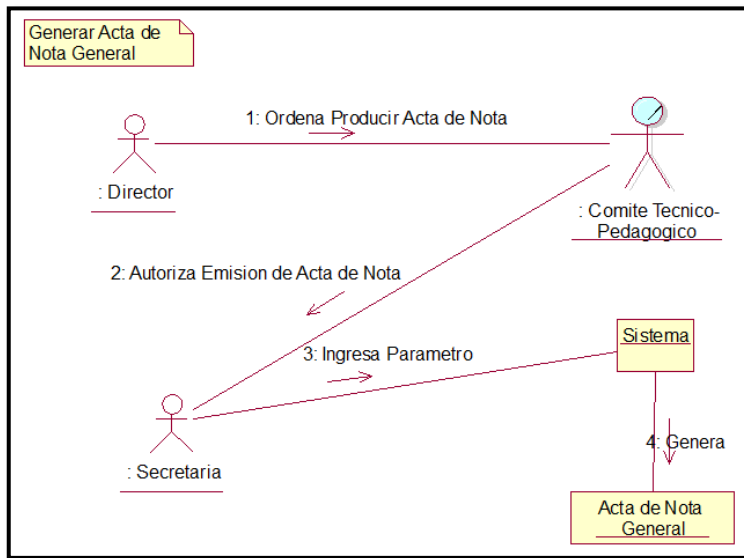 Generar Acta de
Nota General
1: Ordena Producir Acta de Nota
: Director
: Comite Tecnico-
Pedagogico
2: Autoriza Emision de Acta de Nota
Sistema
3: Ingresa Parametro
4: Genera
: Secretaria
Acta de Nota
General